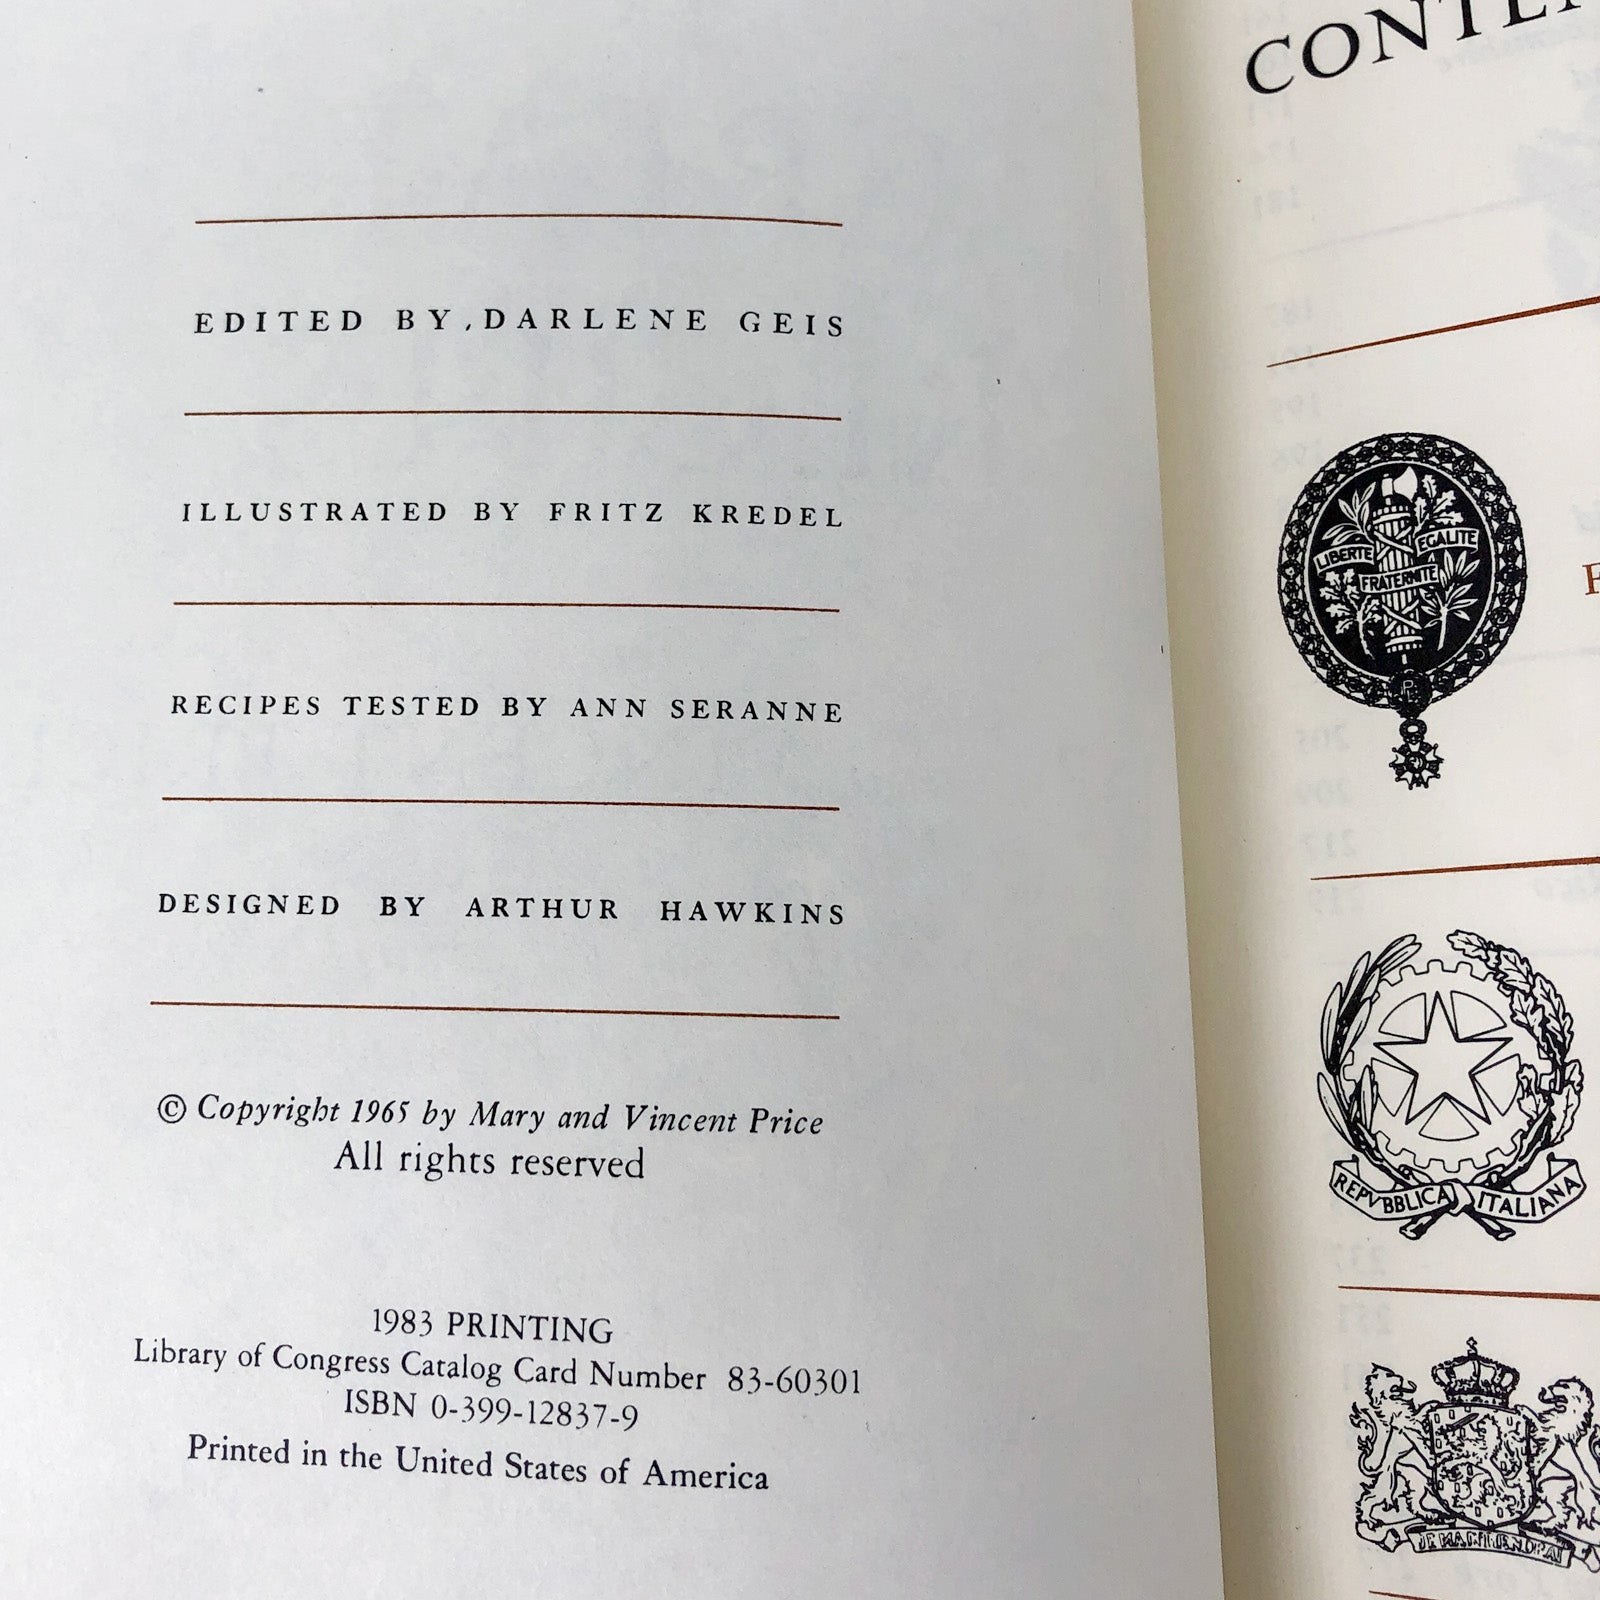 EDITED BY DARLENE GEIS
ILLUSTRATED BY FRITZ KREDEL
RECIPES TESTED BY ANN SERANNE
DESIGNED BY ARTHUR HAWKINS
© Copyright 1965 by Mary and Vincent Price
All rights reserved
1983 PRINTING
Library of Congress Catalog Card Number 83-60301
ISBN 0-399-12837-9
Printed in the United States of America
CONTE
LIBERTE
EGALITE
FRATERNITE
REPVBBLICA ITALIANA
JE MAINTIENDRAI